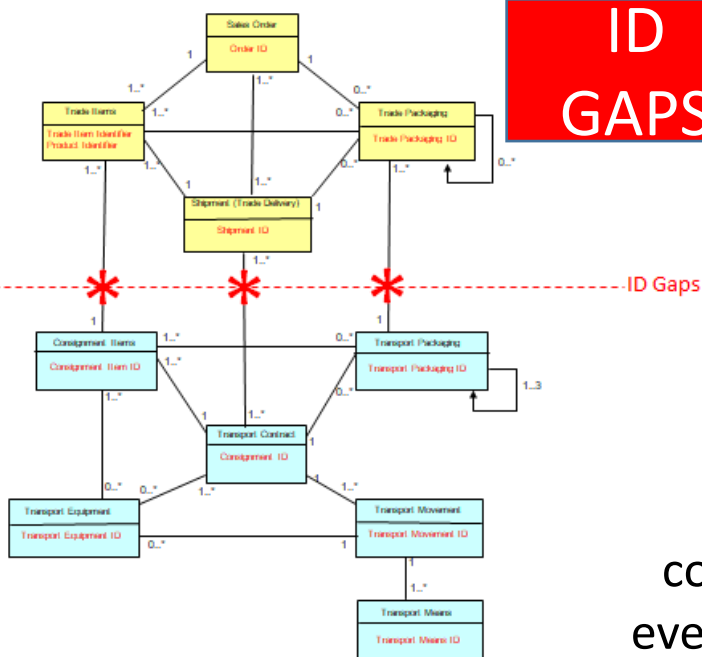 ID
GAPS
Sales Order
Order ID
1
1
1..*
0..*
1..*
1..*
0..*
Trade Items
Trade Item Identifier
Product Identifier
Trade Packaging
Trade Packaging ID
0..*
1..*
1..*
1
1..*
0..*
1..*
Shipment (Trade Delivery)
Shipment ID
1
1..*
ID Gaps
1
1
Consignment Items
Consignment Item ID
1..*
0..*
1..*
Transport Packaging
Transport Packaging ID
1..3
1..*
1
1..*
0..*
Transport Contract
Consignment ID
1
0..*
0..*
1..*
1
1..*
Transport Equipment
Transport Equipment ID
0..*
1
Transport Movement
Transport Movement ID
1
1..*
Transport Means
Transport Means ID
co
eve